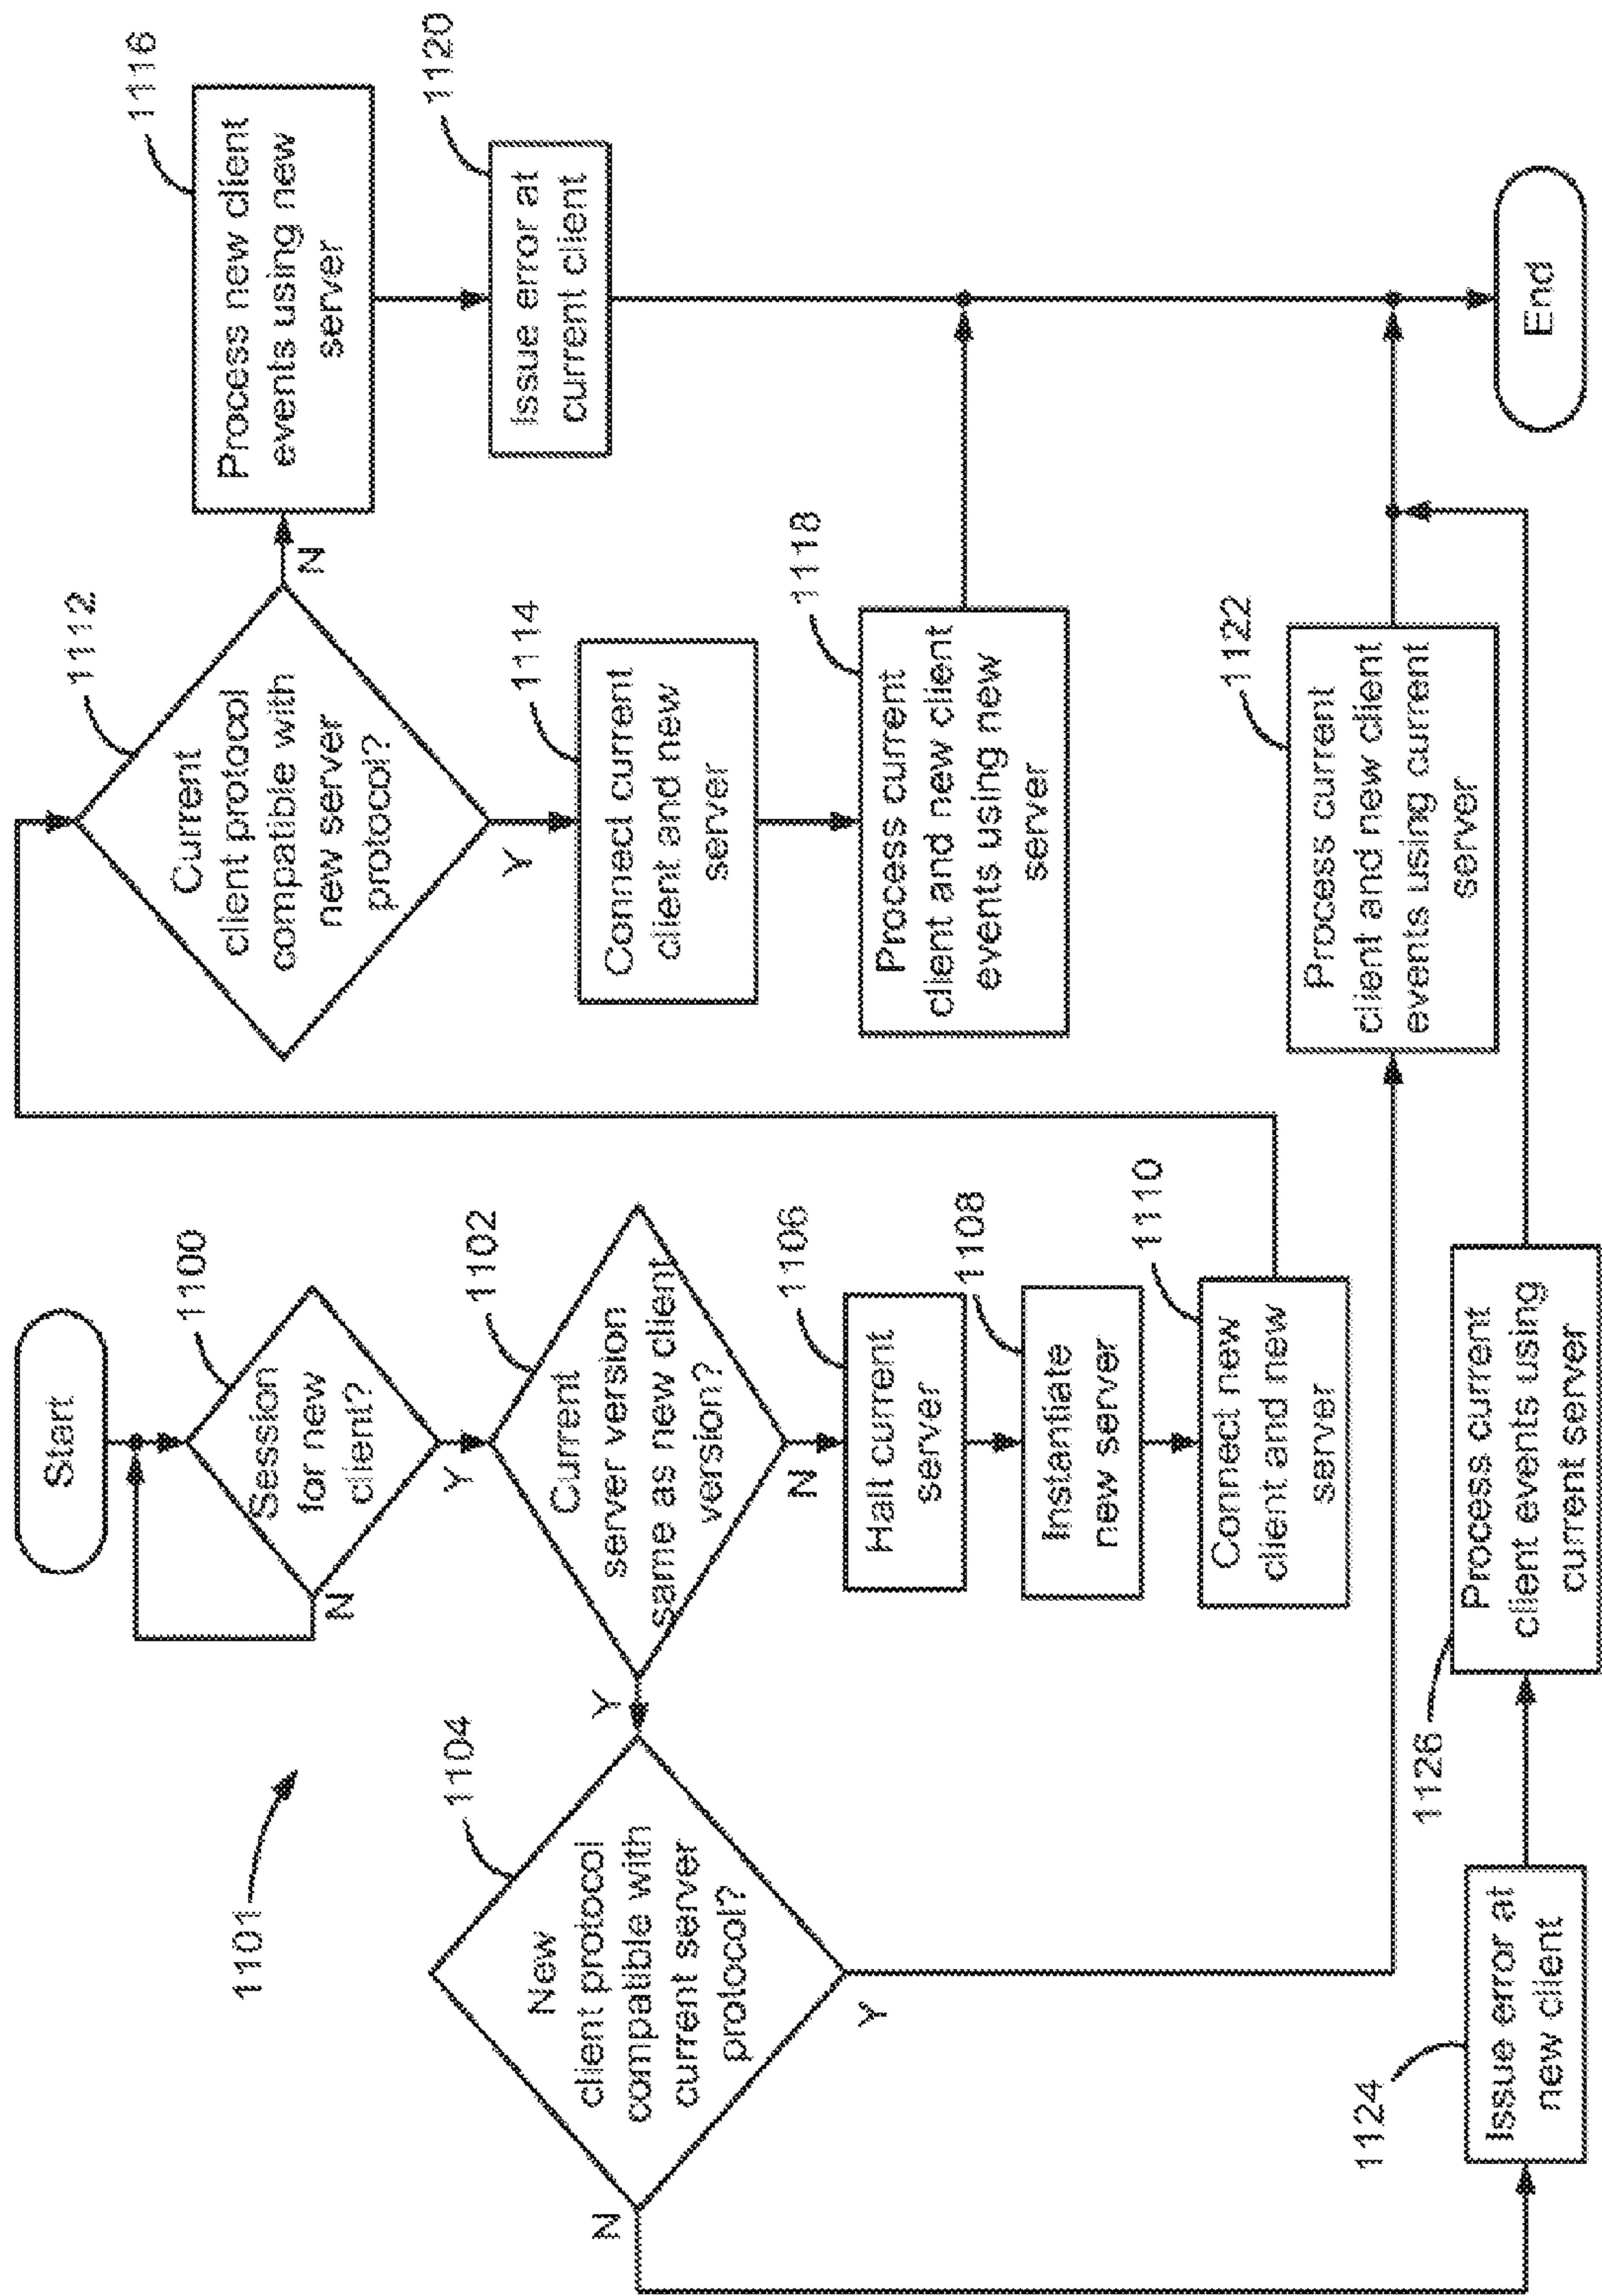 1101
Start
1100
Session
for new
client?
N
Y
1102
Current
server version
same as new client
version?
Y
N
1104
New
client protocol
compatible with
current server
protocol?
N
Y
1106
Halt current
server
1108
Instantiate
new server
1110
Connect new
client and new
server
1112
Current
client protocol
compatible with
new server
protocol?
N
Y
1116
Process new client
events using new
server
1120
Issue error at
current client
1114
Connect current
client and new
server
1118
Process current
client and new client
events using new
server
1122
Process current
client and new client
events using current
server
1124
Issue error at
new client
1126
Process current
client events using
current server
End